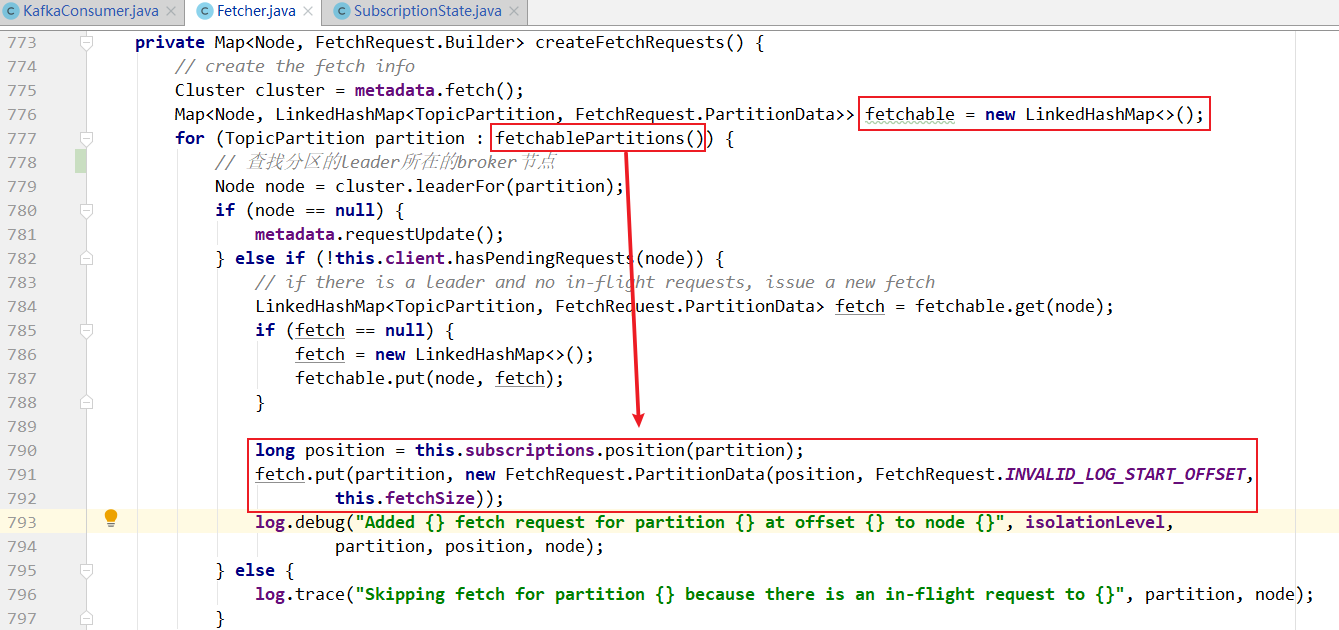 KafkaConsumer.java Fetcher.java SubscriptionState.java
773 private Map<Node, FetchRequest.Builder> createFetchRequests() {
774 // create the fetch info
775 Cluster cluster = metadata.fetch();
776 Map<Node, LinkedHashMap<TopicPartition, FetchRequest.PartitionData>> fetchable = new LinkedHashMap<>();
777 for (TopicPartition partition : fetchablePartitions()) {
778 // 查找分区的leader所在的broker节点
779 Node node = cluster.leaderFor(partition);
780 if (node == null) {
781 metadata.requestUpdate();
782 } else if (!this.client.hasPendingRequests(node)) {
783 // if there is a leader and no in-flight requests, issue a new fetch
784 LinkedHashMap<TopicPartition, FetchRequest.PartitionData> fetch = fetchable.get(node);
785 if (fetch == null) {
786 fetch = new LinkedHashMap<>();
787 fetchable.put(node, fetch);
788 }
789
790 long position = this.subscriptions.position(partition);
791 fetch.put(partition, new FetchRequest.PartitionData(position, FetchRequest.INVALID_LOG_START_OFFSET,
792 this.fetchSize));
793 log.debug("Added {} fetch request for partition {} at offset {} to node {}", isolationLevel,
794 partition, position, node);
795 } else {
796 log.trace("Skipping fetch for partition {} because there is an in-flight request to {}", partition, node);
797 }